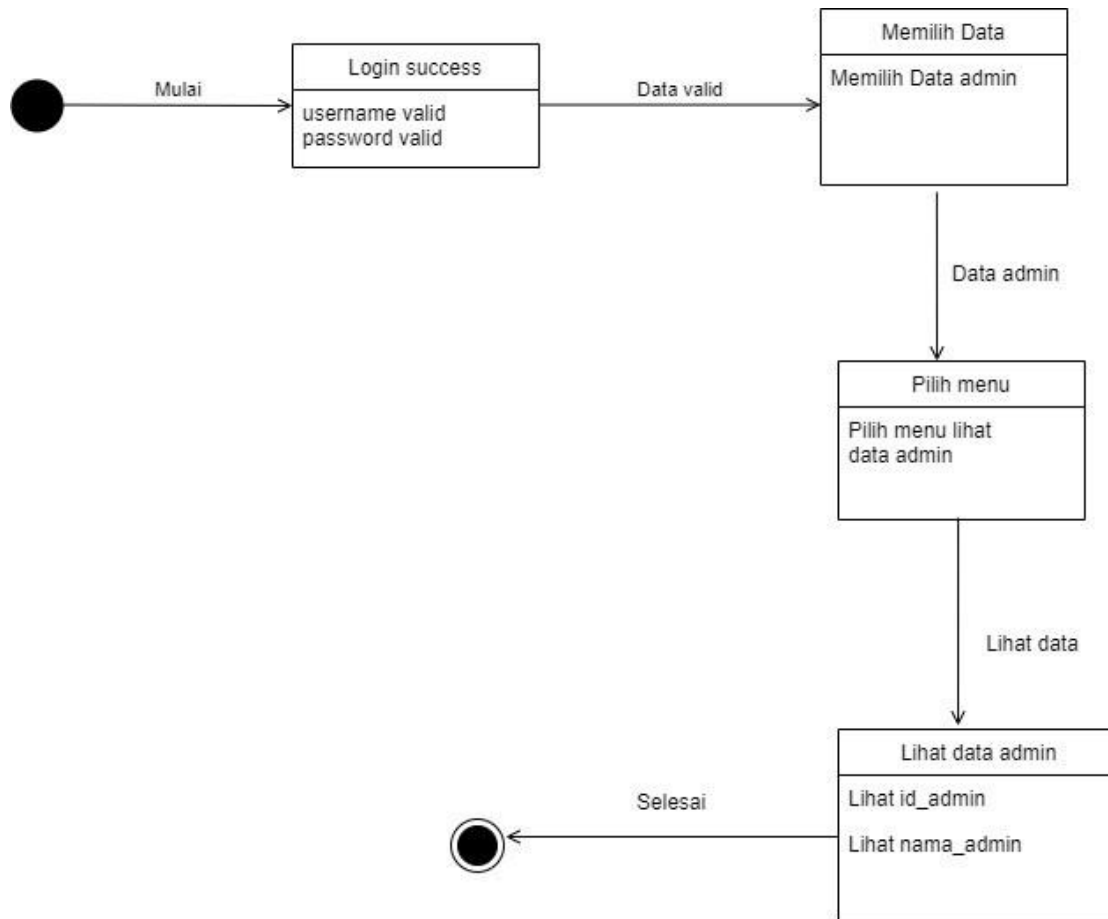 Mulai
Login success
username valid
password valid
Data valid
Memilih Data
Memilih Data admin
Data admin
Pilih menu
Pilih menu lihat
data admin
Lihat data
Lihat data admin
Lihat id_admin
Lihat nama_admin
Selesai